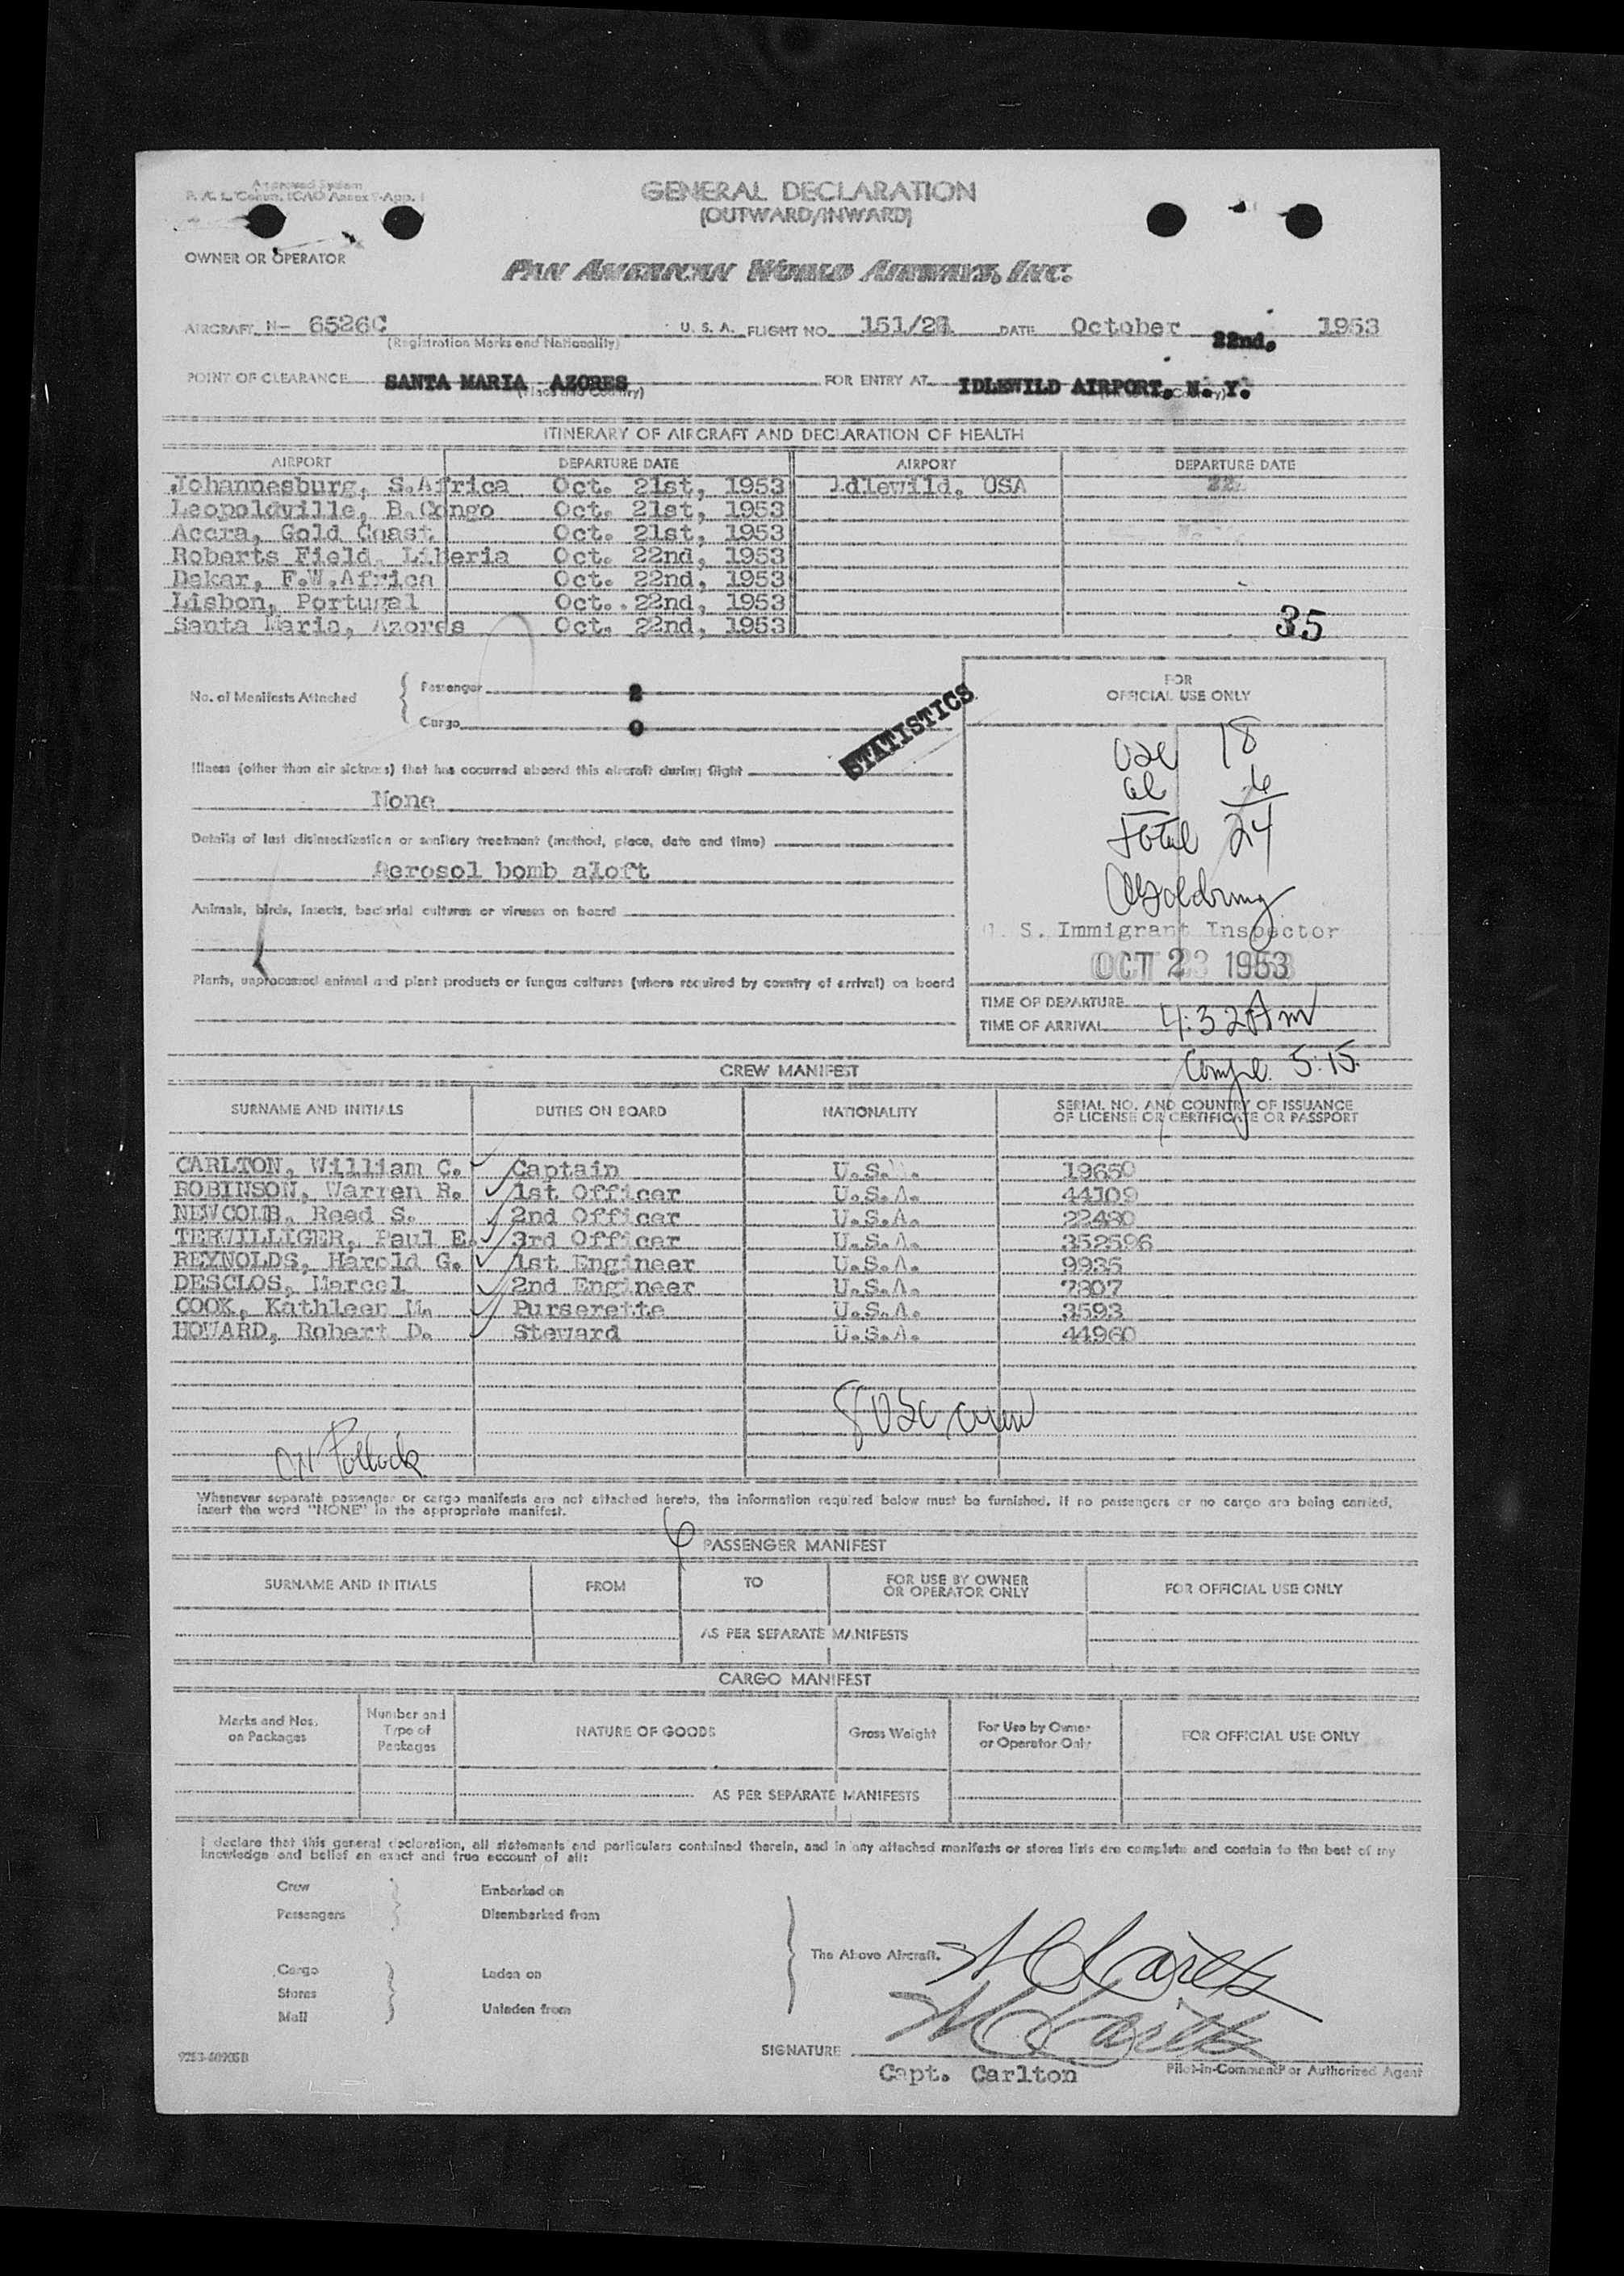 Approved System
GENERAL DECLARATION
(OUTWARD/INWARD)
OWNER OR OPERATOR
PAN AMERICAN WORLD AIRWAYS, INC.
AIRCRAFT N- 6526C U. S. A. FLIGHT NO. 151/21 DATE October 22nd. 1953
(Registration Marks and Nationality)
POINT OF CLEARANCE SANTA MARIA AZORES FOR ENTRY AT IDLEWILD AIRPORT, N. Y.
(Place and Country)
ITINERARY OF AIRCRAFT AND DECLARATION OF HEALTH
AIRPORT DEPARTURE DATE AIRPORT DEPARTURE DATE
Johannesburg, S.Africa Oct. 21st, 1953 Idlewild, USA 22
Leopoldville, B.Congo Oct. 21st, 1953
Accra, Gold Coast Oct. 21st, 1953
Roberts Field, Liberia Oct. 22nd, 1953
Dakar, F.W.Africa Oct. 22nd, 1953
Lisbon, Portugal Oct. 22nd, 1953
Santa Maria, Azores Oct. 22nd, 1953
35
No. of Manifests Attached
Passenger 2
Cargo 0
STATISTICS
FOR
OFFICIAL USE ONLY
USC 18
al 6
Total 24
U. S. Immigrant Inspector
OCT 23 1953
TIME OF DEPARTURE
TIME OF ARRIVAL 4:32 AM
Compl. 5:15
Illness (other than air sickness) that has occurred aboard this aircraft during flight
None
Details of last disinsectization or sanitary treatment (method, place, date and time)
Aerosol bomb aloft
Animals, birds, insects, bacterial cultures or viruses on board
Plants, unprocessed animal and plant products or fungus cultures (where required by country of arrival) on board
CREW MANIFEST
SURNAME AND INITIALS DUTIES ON BOARD NATIONALITY SERIAL NO. AND COUNTRY OF ISSUANCE
OF LICENSE OR CERTIFICATE OR PASSPORT
CARLTON, William C. Captain U.S.A. 19650
ROBINSON, Warren R. 1st Officer U.S.A. 44109
NEWCOMB, Reed S. 2nd Officer U.S.A. 22480
TERWILLIGER, Paul E. 3rd Officer U.S.A. 352596
REYNOLDS, Harold G. 1st Engineer U.S.A. 9935
DESCLOS, Marcel 2nd Engineer U.S.A. 7807
COOK, Kathleen M. Purserette U.S.A. 3593
HOWARD, Robert D. Steward U.S.A. 44960
8 USC crew
Pollock
Whenever separate passenger or cargo manifests are not attached hereto, the information required below must be furnished. If no passengers or no cargo are being carried,
insert the word "NONE" in the appropriate manifest.
6
PASSENGER MANIFEST
SURNAME AND INITIALS FROM TO FOR USE BY OWNER
OR OPERATOR ONLY FOR OFFICIAL USE ONLY
AS PER SEPARATE MANIFESTS
CARGO MANIFEST
Marks and Nos.
on Packages
Number and
Type of
Packages
NATURE OF GOODS
Gross Weight
For Use by Owner
or Operator Only
FOR OFFICIAL USE ONLY
AS PER SEPARATE MANIFESTS
I declare that this general declaration, all statements and particulars contained therein, and in any attached manifests or stores lists are complete and contain to the best of my
knowledge and belief an exact and true account of all:
Crew Embarked on
Passengers Disembarked from
The Above Aircraft.
Cargo Laden on
Stores
Mail Unladen from
SIGNATURE
Capt. Carlton Pilot-in-Command or Authorized Agent